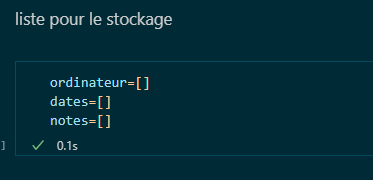 liste pour le stockage
ordinateur=[]
dates=[]
notes=[]
]
✓ 0.1s